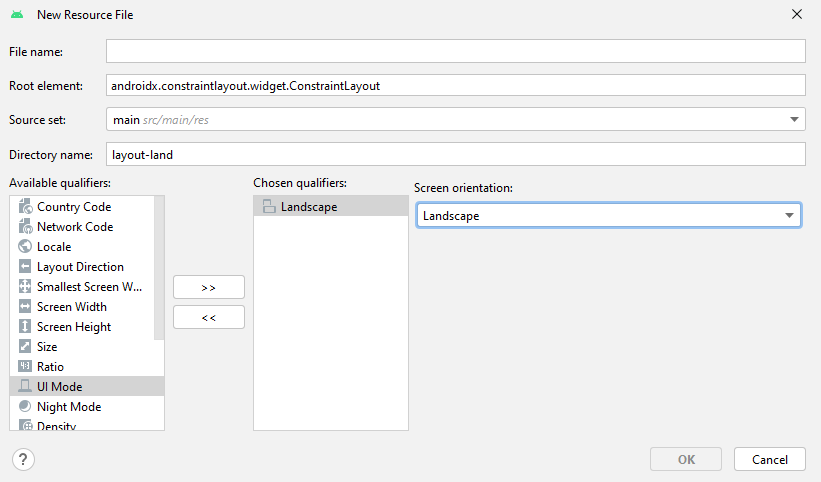 New Resource File
File name:
Root element: androidx.constraintlayout.widget.ConstraintLayout
Source set: main src/main/res
Directory name: layout-land
Available qualifiers:
Country Code
Network Code
Locale
Layout Direction
Smallest Screen W...
Screen Width
Screen Height
Size
4:3 Ratio
UI Mode
Night Mode
Density
>>
<<
Chosen qualifiers:
Landscape
Screen orientation:
Landscape
?
OK Cancel